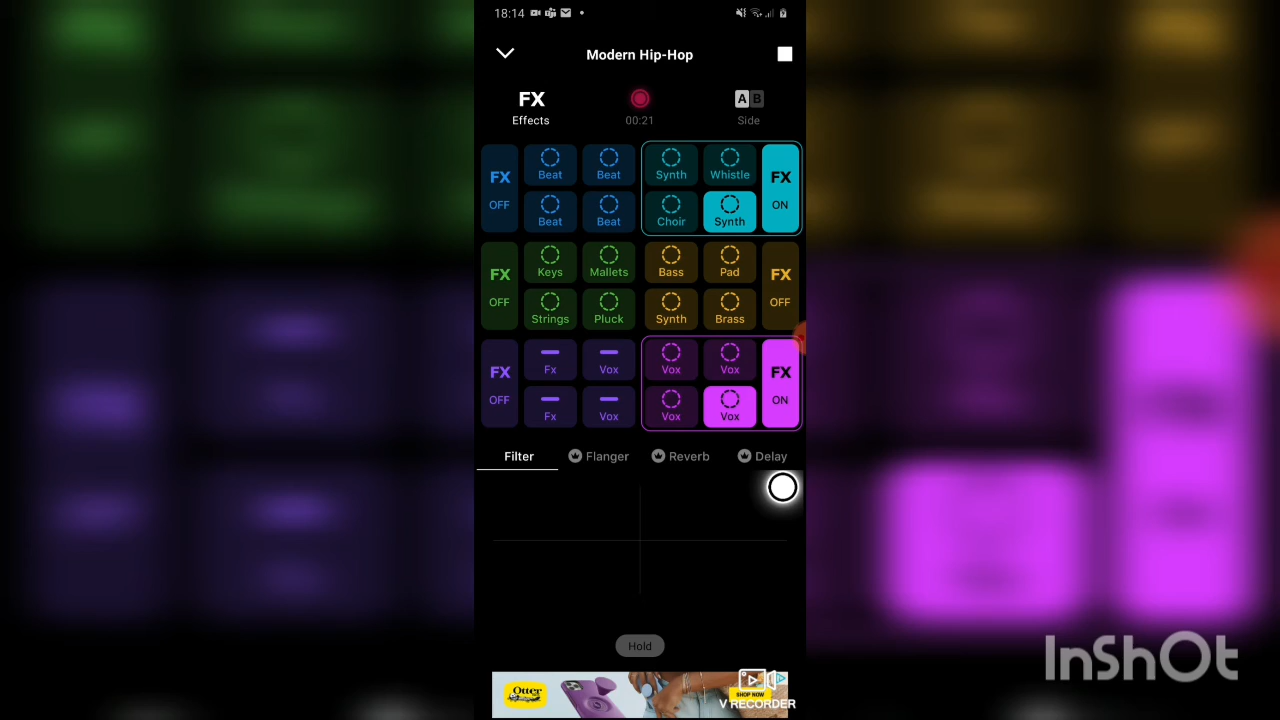 18:14
Modern Hip-Hop
FX
Effects
00:21
A B
Side
FX
OFF
Beat
Beat
Beat
Beat
Synth
Whistle
Choir
Synth
FX
ON
FX
OFF
Keys
Mallets
Strings
Pluck
Bass
Pad
Synth
Brass
FX
OFF
FX
OFF
Fx
Vox
Fx
Vox
Vox
Vox
Vox
Vox
FX
ON
Filter
Flanger
Reverb
Delay
Hold
Otter
SHOP NOW
V RECORDER
InShOt